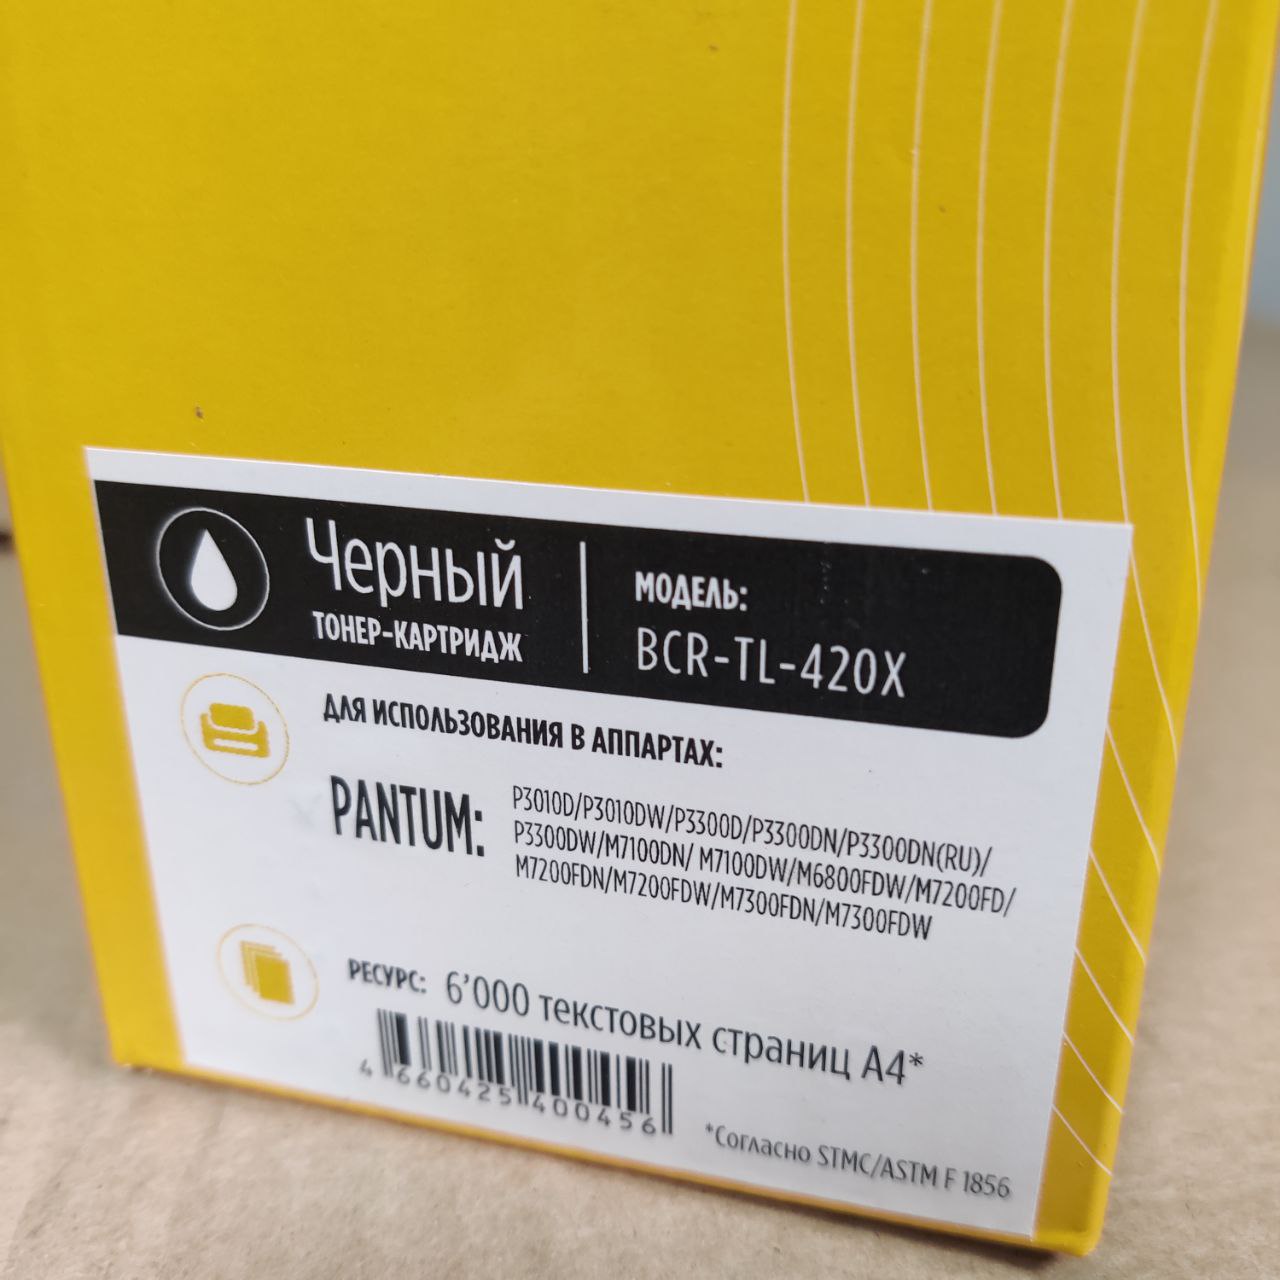 Черный
ТОНЕР-КАРТРИДЖ
МОДЕЛЬ:
BCR-TL-420X
ДЛЯ ИСПОЛЬЗОВАНИЯ В АППАРТАХ:
PANTUM:
P3010D/P3010DW/P3300D/P3300DN/P3300DN(RU)/
P3300DW/M7100DN/ M7100DW/M6800FDW/M7200FD/
M7200FDN/M7200FDW/M7300FDN/M7300FDW
РЕСУРС: 6’000 текстовых страниц А4*
4 660425 400456
*Согласно STMC/ASTM F 1856